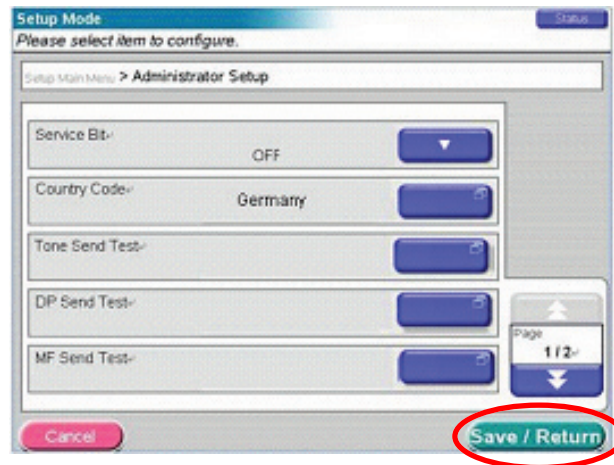 Setup Mode
Status
Please select item to configure.
Setup Main Menu > Administrator Setup
Service Bit
OFF
Country Code
Germany
Tone Send Test
DP Send Test
MF Send Test
Page
1 / 2
Cancel
Save / Return